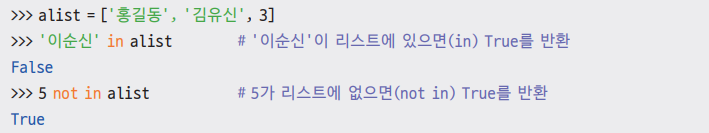 >>> alist = ['홍길동', '김유신', 3]
>>> '이순신' in alist # '이순신'이 리스트에 있으면(in) True를 반환
False
>>> 5 not in alist # 5가 리스트에 없으면(not in) True를 반환
True